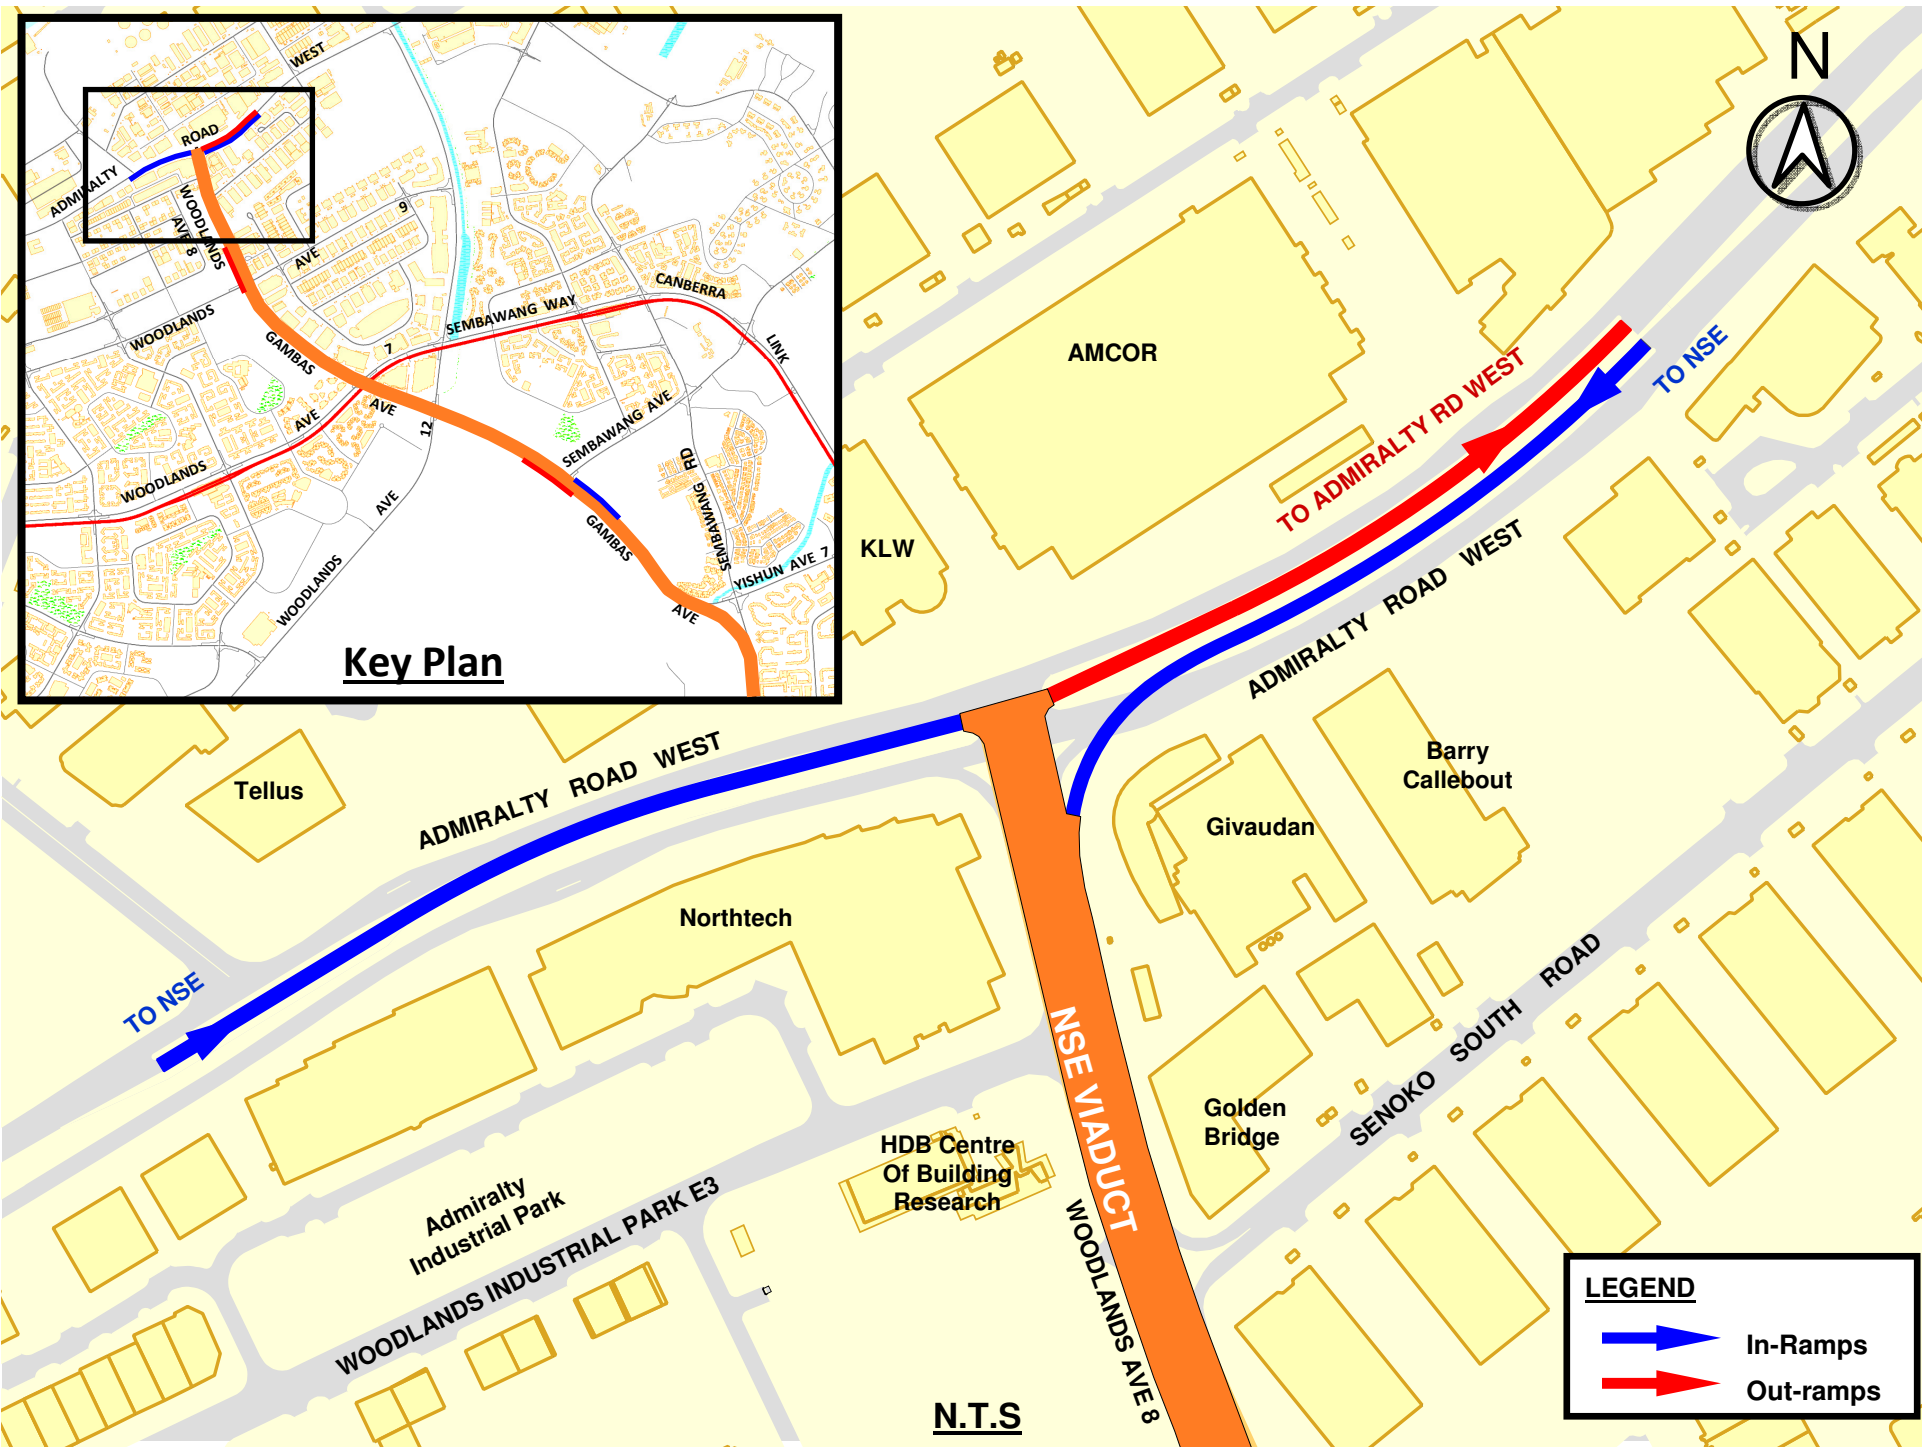 WEST
ROAD
ADMIRALTY
WOODLANDS
AVE 8
AVE
9
WOODLANDS
GAMBAS
7
SEMBAWANG WAY
CANBERRA
LINK
AVE
AVE
12
SEMBAWANG AVE
WOODLANDS
AVE
SEMBAWANG RD
GAMBAS
WOODLANDS
YISHUN AVE 7
AVE
Key Plan
N
AMCOR
KLW
TO ADMIRALTY RD WEST
TO NSE
ADMIRALTY ROAD WEST
ADMIRALTY ROAD WEST
Tellus
Barry
Callebout
Givaudan
Northtech
TO NSE
NSE VIADUCT
SENOKO SOUTH ROAD
Golden
Bridge
HDB Centre
Of Building
Research
Admiralty
Industrial Park
WOODLANDS INDUSTRIAL PARK E3
WOODLANDS AVE 8
N.T.S
LEGEND
In-Ramps
Out-ramps